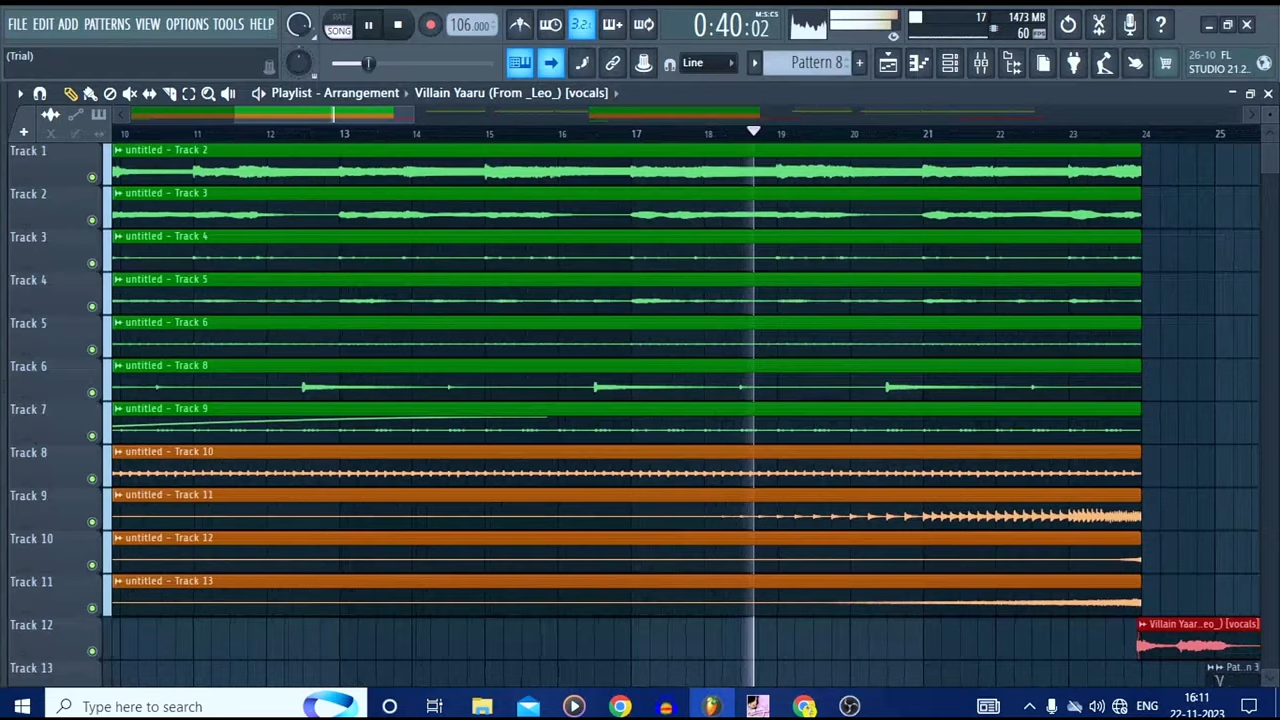 FILE EDIT ADD PATTERNS VIEW OPTIONS TOOLS HELP
PAT
SONG
106.000
3.2
0:40:02
M:S:CS
17
1473 MB
60
(Trial)
Line
Pattern 8
26-10 FL
STUDIO 21.2...
Playlist - Arrangement
Villain Yaaru (From _Leo_) [vocals]
10 11 12 13 14 15 16 17 18 19 20 21 22 23 24 25
Track 1
untitled - Track 2
Track 2
untitled - Track 3
Track 3
untitled - Track 4
Track 4
untitled - Track 5
Track 5
untitled - Track 6
Track 6
untitled - Track 8
Track 7
untitled - Track 9
Track 8
untitled - Track 10
Track 9
untitled - Track 11
Track 10
untitled - Track 12
Track 11
untitled - Track 13
Track 12
Villain Yaar..eo_) [vocals]
Track 13
Pat..n 3
Type here to search
ENG
16:11
22-11-2023